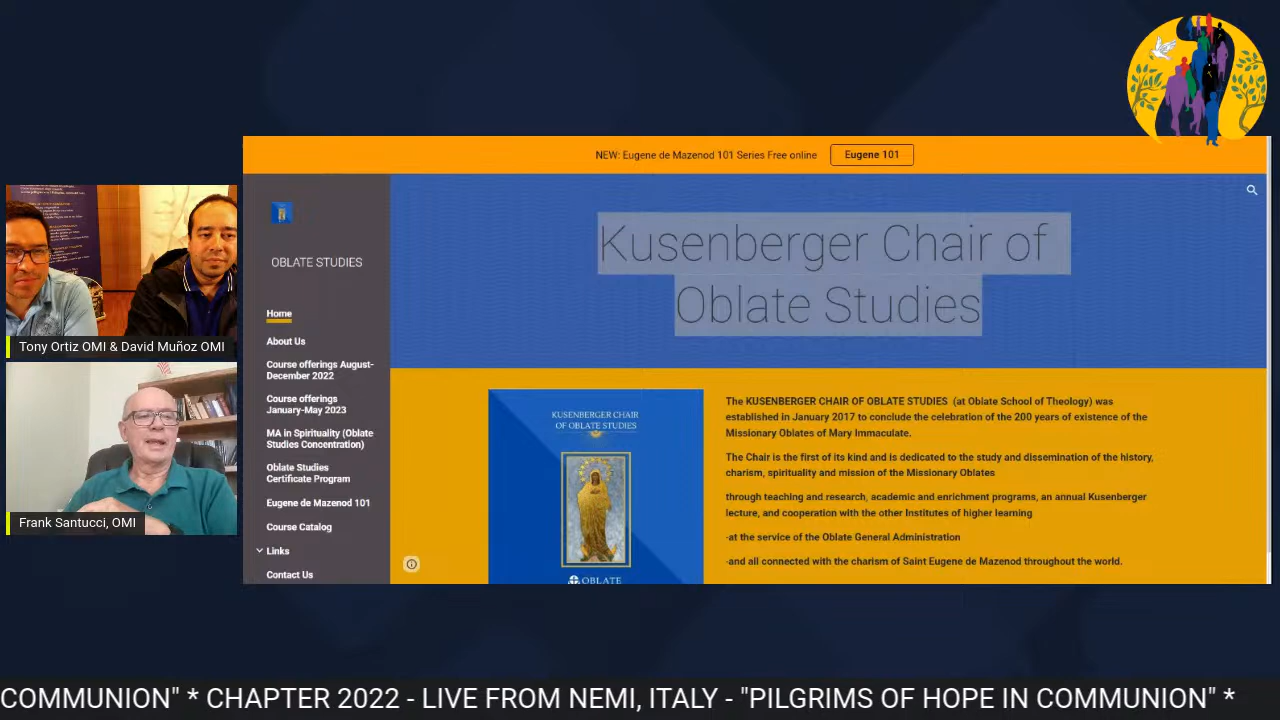 NEW: Eugene de Mazenod 101 Series Free online
Eugene 101
OBLATE STUDIES
Home
About Us
Course offerings August-
December 2022
Course offerings
January-May 2023
MA in Spirituality (Oblate
Studies Concentration)
Oblate Studies
Certificate Program
Eugene de Mazenod 101
Course Catalog
Links
Contact Us
Kusenberger Chair of
Oblate Studies
KUSENBERGER CHAIR
OF OBLATE STUDIES
OBLATE
The KUSENBERGER CHAIR OF OBLATE STUDIES (at Oblate School of Theology) was
established in January 2017 to conclude the celebration of the 200 years of existence of the
Missionary Oblates of Mary Immaculate.
The Chair is the first of its kind and is dedicated to the study and dissemination of the history,
charism, spirituality and mission of the Missionary Oblates
through teaching and research, academic and enrichment programs, an annual Kusenberger
lecture, and cooperation with the other Institutes of higher learning
-at the service of the Oblate General Administration
-and all connected with the charism of Saint Eugene de Mazenod throughout the world.
Tony Ortiz OMI & David Muñoz OMI
Frank Santucci, OMI
COMMUNION" * CHAPTER 2022 - LIVE FROM NEMI, ITALY - "PILGRIMS OF HOPE IN COMMUNION" *